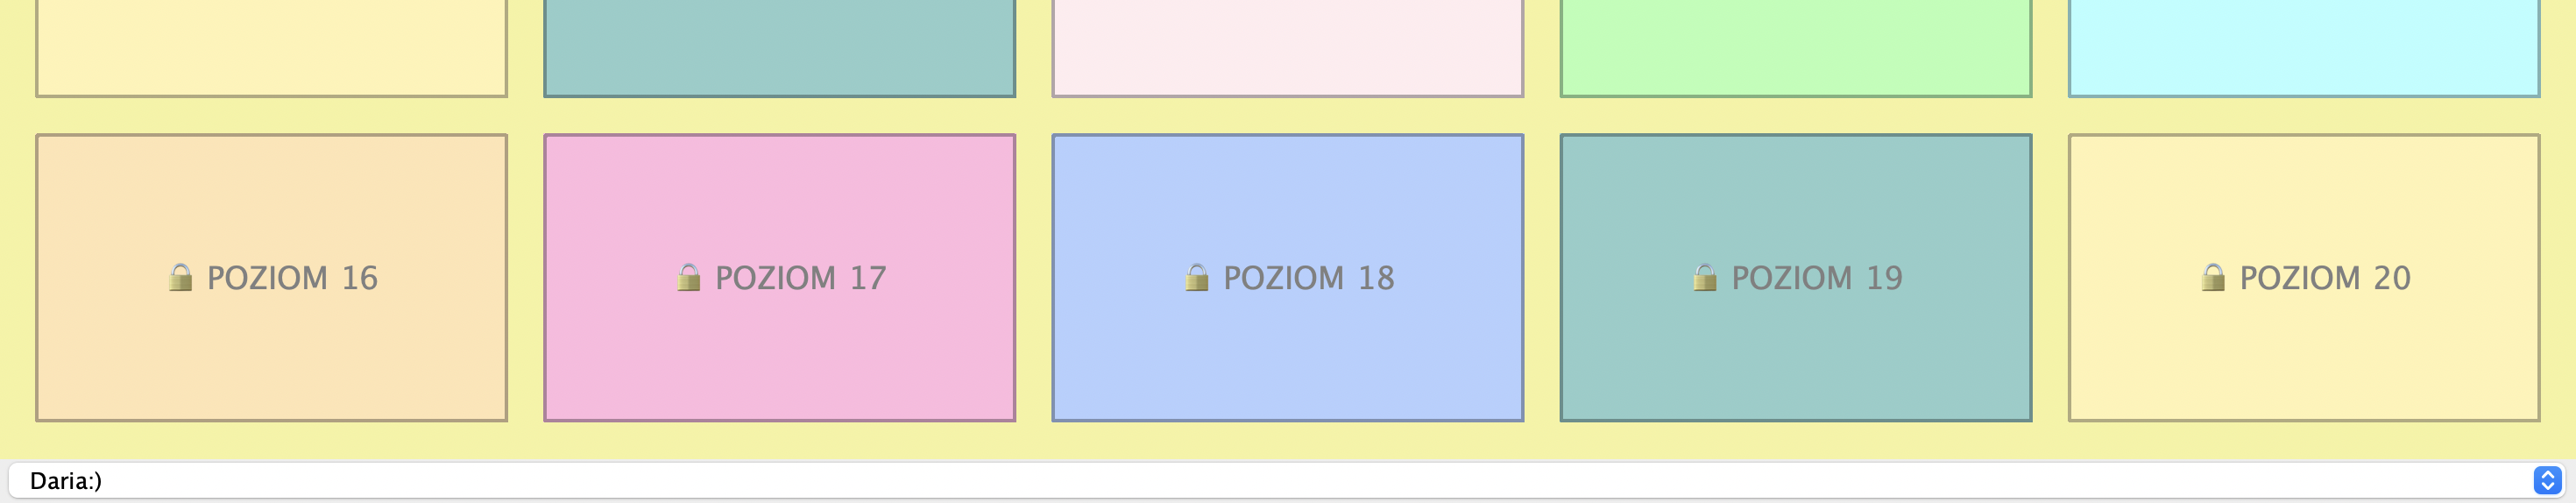 🔒 POZIOM 16
🔒 POZIOM 17
🔒 POZIOM 18
🔒 POZIOM 19
🔒 POZIOM 20
Daria:)